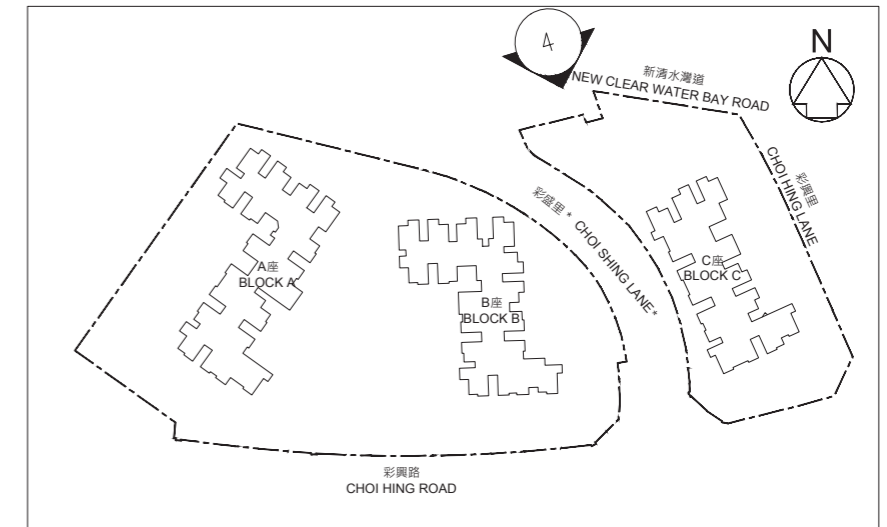 4
N
新清水灣道
NEW CLEAR WATER BAY ROAD
彩興里
CHOI HING LANE
彩盛里 *
CHOI SHING LANE*
A座
BLOCK A
B座
BLOCK B
C座
BLOCK C
彩興路
CHOI HING ROAD